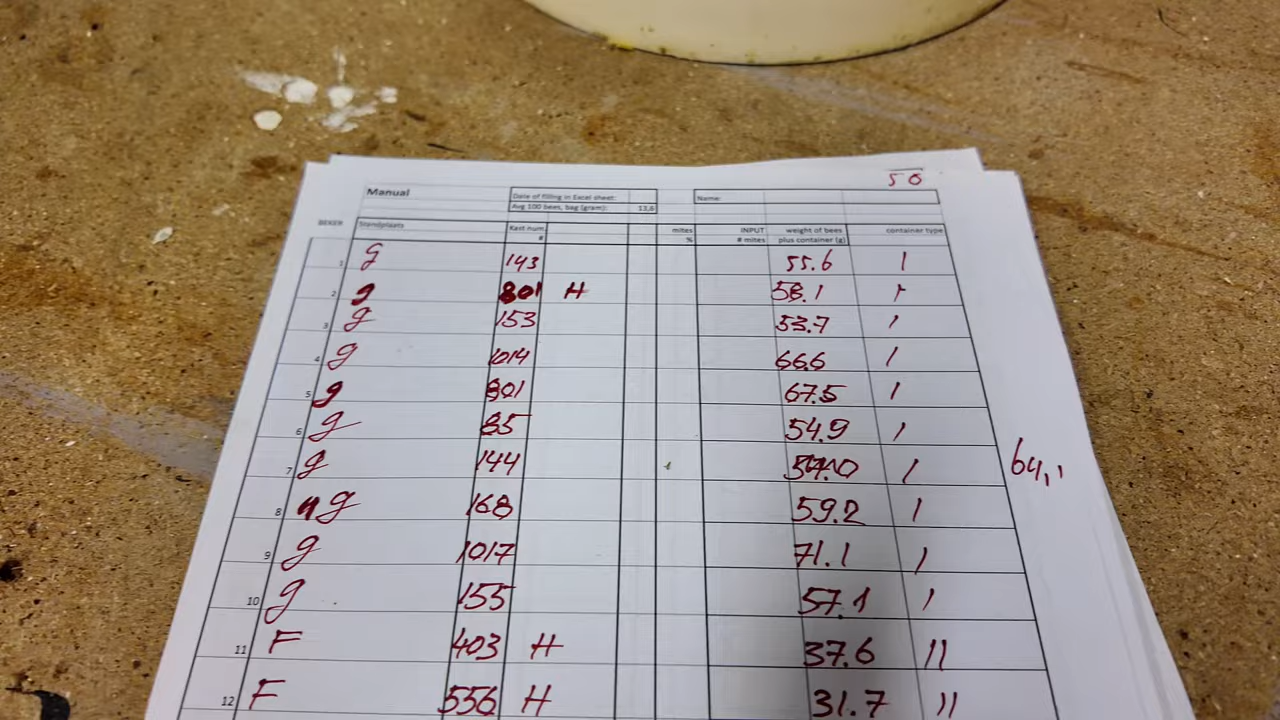 50
Manual Date of filling in Excel sheet: Name:
Avg 100 bees, bag (gram): 13,6
BEKER Standplaats Kast num. mites INPUT weight of bees container type
# % # mites plus container (g)
1 g 143 55.6 1
2 g 801 H 58.1 1
3 g 153 53.7 1
4 g 1014 66.6 1
5 g 801 67.5 1
6 g 85 54.9 1
7 g 144 1 64,1
8 g 168 59.2 1
9 g 1017 71.1 1
10 g 155 57.1 1
11 F 403 H 37.6 11
12 F 556 H 31.7 11